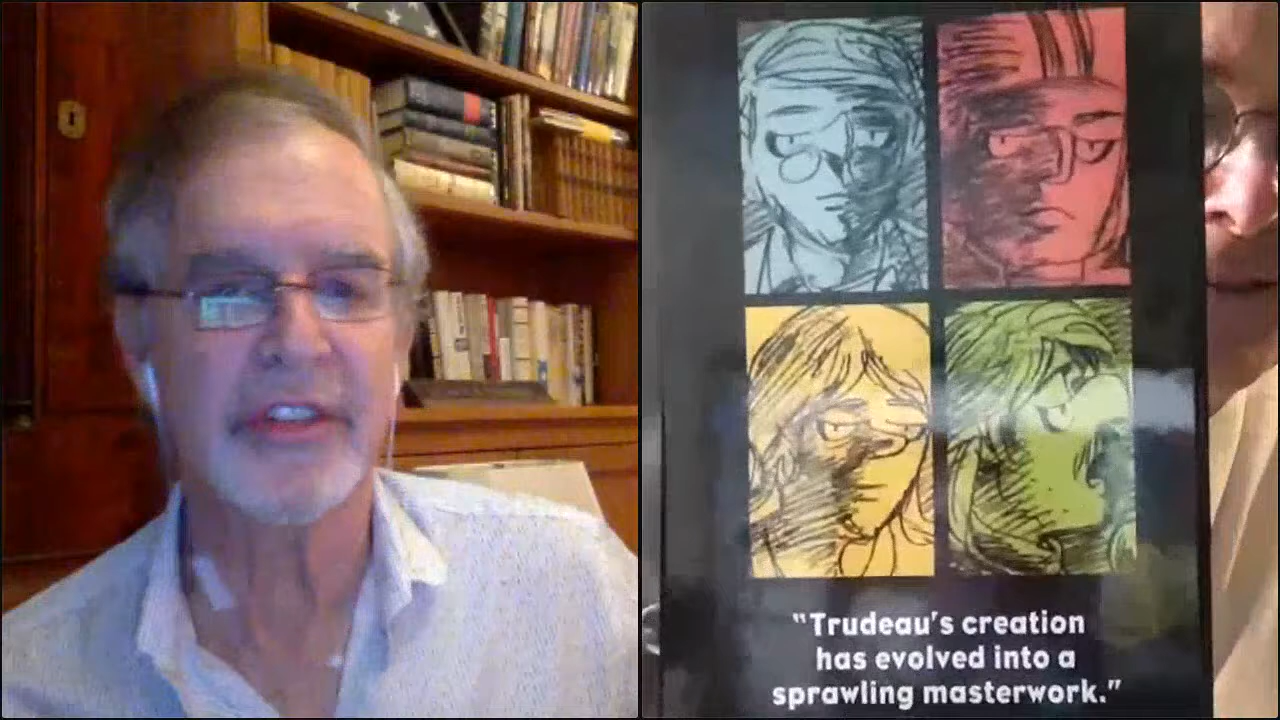 "Trudeau's creation
has evolved into a
sprawling masterwork."